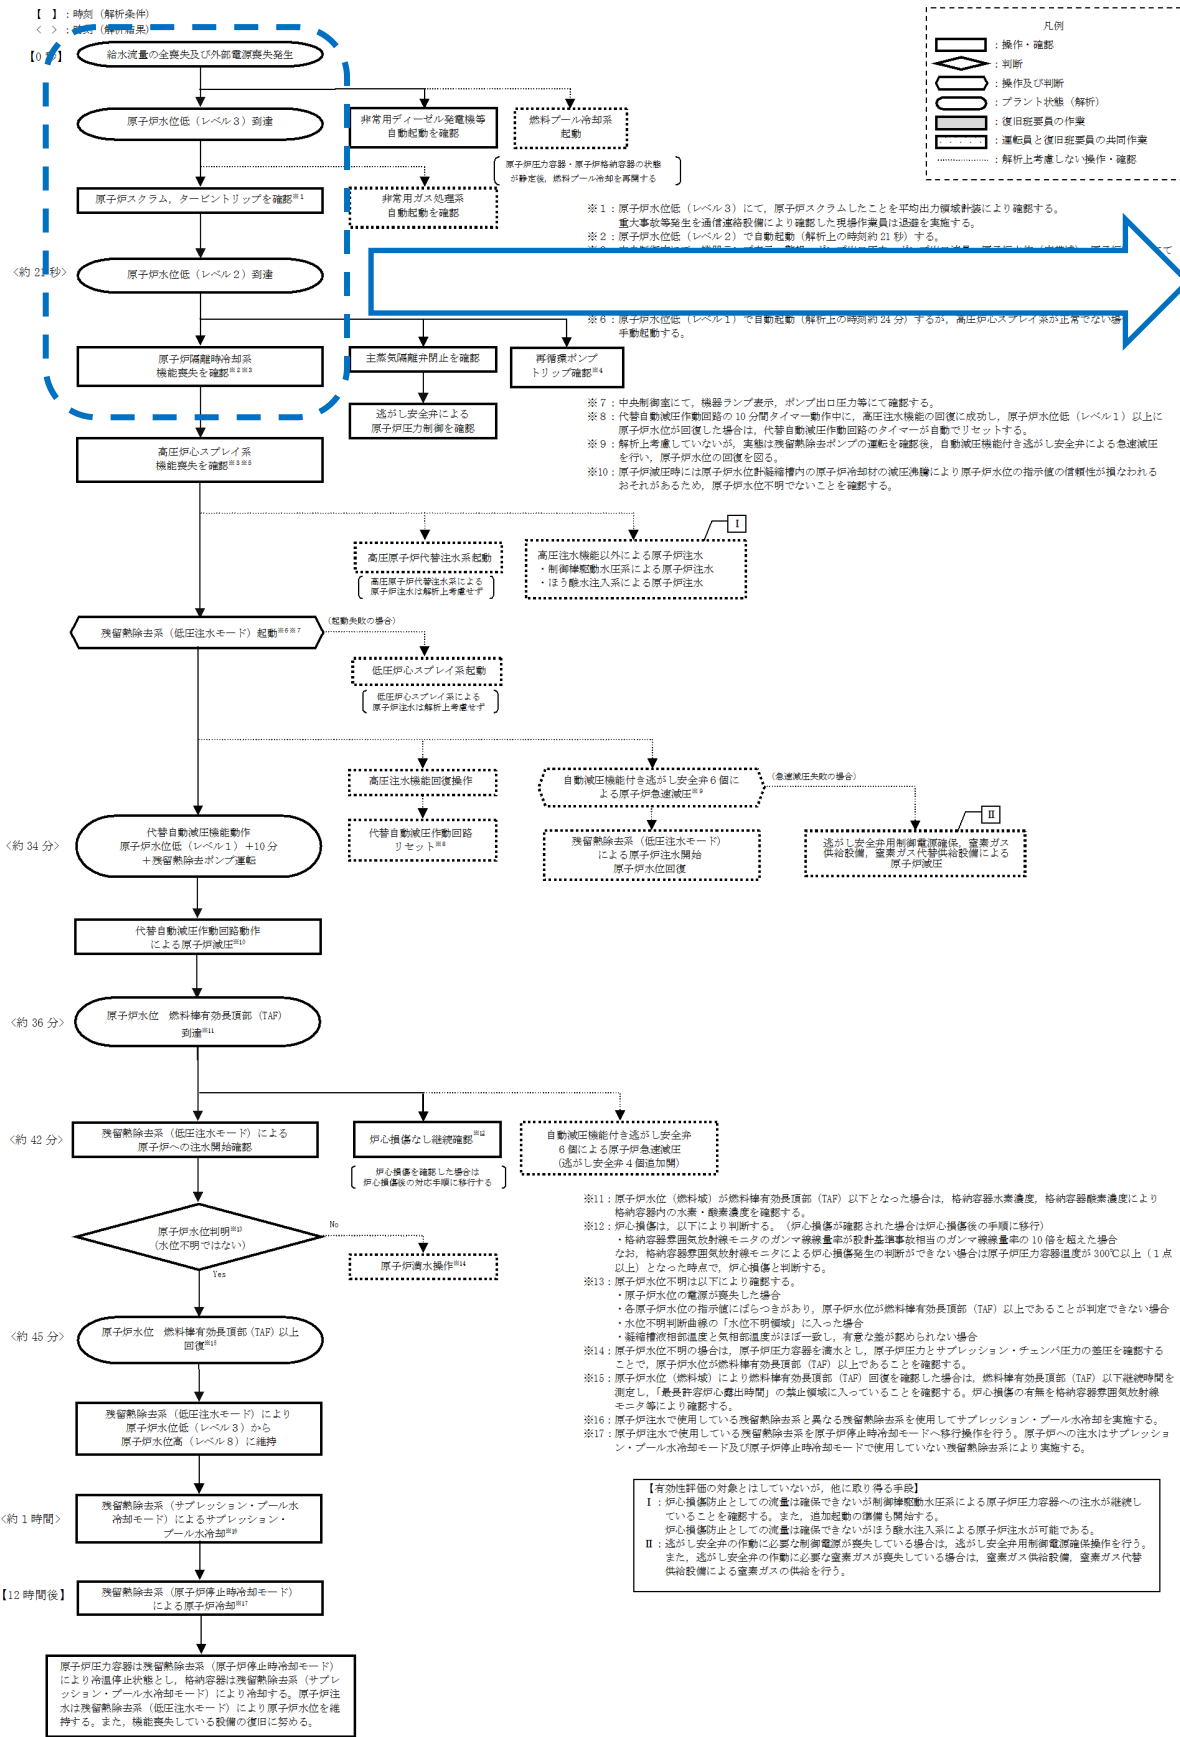 【　】：時刻（解析条件）
＜　＞：時刻（解析結果）
【0 秒】
給水流量の全喪失及び外部電源喪失発生
原子炉水位低（レベル３）到達
非常用ディーゼル発電機等
自動起動を確認
燃料プール冷却系
起動
原子炉圧力容器・原子炉格納容器の状態
が静定後，燃料プール冷却を再開する
原子炉スクラム，タービントリップを確認※1
非常用ガス処理系
自動起動を確認
＜約 21 秒＞
原子炉水位低（レベル２）到達
原子炉隔離時冷却系
機能喪失を確認※2※3
主蒸気隔離弁閉止を確認
再循環ポンプ
トリップ確認※4
逃がし安全弁による
原子炉圧力制御を確認
高圧炉心スプレイ系
機能喪失を確認※3※5
高圧原子炉代替注水系起動
高圧原子炉代替注水系による
原子炉注水は解析上考慮せず
Ⅰ
高圧注水機能以外による原子炉注水
・制御棒駆動水圧系による原子炉注水
・ほう酸水注入系による原子炉注水
残留熱除去系（低圧注水モード）起動※6※7
（起動失敗の場合）
低圧炉心スプレイ系起動
低圧炉心スプレイ系による
原子炉注水は解析上考慮せず
高圧注水機能回復操作
自動減圧機能付き逃がし安全弁６個に
よる原子炉急速減圧※9
（急速減圧失敗の場合）
＜約 34 分＞
代替自動減圧機能動作
原子炉水位低（レベル１）＋10 分
＋残留熱除去ポンプ運転
代替自動減圧作動回路
リセット※8
残留熱除去系（低圧注水モード）
による原子炉注水開始
原子炉水位回復
Ⅱ
逃がし安全弁用制御電源確保，窒素ガス
供給設備，窒素ガス代替供給設備による
原子炉減圧
代替自動減圧作動回路動作
による原子炉減圧※10
＜約 36 分＞
原子炉水位　燃料棒有効長頂部（TAF）
到達※11
＜約 42 分＞
残留熱除去系（低圧注水モード）による
原子炉への注水開始確認
炉心損傷なし継続確認※12
炉心損傷を確認した場合は
炉心損傷後の対応手順に移行する
自動減圧機能付き逃がし安全弁
６個による原子炉急速減圧
（逃がし安全弁４個追加開）
原子炉水位判明※13
（水位不明ではない）
No
Yes
原子炉満水操作※14
＜約 45 分＞
原子炉水位　燃料棒有効長頂部（TAF）以上
回復※15
残留熱除去系（低圧注水モード）により
原子炉水位低（レベル３）から
原子炉水位高（レベル８）に維持
＜約 1 時間＞
残留熱除去系（サプレッション・プール水
冷却モード）によるサプレッション・
プール水冷却※16
【12 時間後】
残留熱除去系（原子炉停止時冷却モード）
による原子炉冷却※17
原子炉圧力容器は残留熱除去系（原子炉停止時冷却モード）
により冷温停止状態とし，格納容器は残留熱除去系（サプレ
ッション・プール水冷却モード）により冷却する。原子炉注
水は残留熱除去系（低圧注水モード）により原子炉水位を維
持する。また，機能喪失している設備の復旧に努める。
凡例
：操作・確認
：判断
：操作及び判断
：プラント状態（解析）
：復旧班要員の作業
：運転員と復旧班要員の共同作業
：解析上考慮しない操作・確認
※１：原子炉水位低（レベル３）にて，原子炉スクラムしたことを平均出力領域計装により確認する。
重大事故等発生を通信連絡設備により確認した現場作業員は退避を実施する。
※２：原子炉水位低（レベル２）で自動起動（解析上の時刻約 21 秒）する。
※６：原子炉水位低（レベル１）で自動起動（解析上の時刻約 24 分）するが，高圧炉心スプレイ系が正常でない場
手動起動する。
※７：中央制御室にて，機器ランプ表示，ポンプ出口圧力等にて確認する。
※８：代替自動減圧作動回路の 10 分間タイマー動作中に，高圧注水機能の回復に成功し，原子炉水位低（レベル１）以上に
原子炉水位が回復した場合は，代替自動減圧作動回路のタイマーが自動でリセットする。
※９：解析上考慮していないが，実態は残留熱除去ポンプの運転を確認後，自動減圧機能付き逃がし安全弁による急速減圧
を行い，原子炉水位の回復を図る。
※10：原子炉減圧時には原子炉水位計凝縮槽内の原子炉冷却材の減圧沸騰により原子炉水位の指示値の信頼性が損なわれる
おそれがあるため，原子炉水位不明でないことを確認する。
※11：原子炉水位（燃料域）が燃料棒有効長頂部（TAF）以下となった場合は，格納容器水素濃度，格納容器酸素濃度により
格納容器内の水素・酸素濃度を確認する。
※12：炉心損傷は，以下により判断する。（炉心損傷が確認された場合は炉心損傷後の手順に移行）
・格納容器雰囲気放射線モニタのガンマ線線量率が設計基準事故相当のガンマ線線量率の 10 倍を超えた場合
なお，格納容器雰囲気放射線モニタによる炉心損傷発生の判断ができない場合は原子炉圧力容器温度が 300℃以上（１点
以上）となった時点で，炉心損傷と判断する。
※13：原子炉水位不明は以下により確認する。
・原子炉水位の電源が喪失した場合
・各原子炉水位の指示値にばらつきがあり，原子炉水位が燃料棒有効長頂部（TAF）以上であることが判定できない場合
・水位不明判断曲線の「水位不明領域」に入った場合
・凝縮槽液相部温度と気相部温度がほぼ一致し，有意な差が認められない場合
※14：原子炉水位不明の場合は，原子炉圧力容器を満水とし，原子炉圧力とサプレッション・チェンバ圧力の差圧を確認する
ことで，原子炉水位が燃料棒有効長頂部（TAF）以上であることを確認する。
※15：原子炉水位（燃料域）により燃料棒有効長頂部（TAF）回復を確認した場合は，燃料棒有効長頂部（TAF）以下継続時間を
測定し，「最長許容炉心露出時間」の禁止領域に入っていることを確認する。炉心損傷の有無を格納容器雰囲気放射線
モニタ等により確認する。
※16：原子炉注水で使用している残留熱除去系と異なる残留熱除去系を使用してサプレッション・プール水冷却を実施する。
※17：原子炉注水で使用している残留熱除去系を原子炉停止時冷却モードへ移行操作を行う。原子炉への注水はサプレッショ
ン・プール水冷却モード及び原子炉停止時冷却モードで使用していない残留熱除去系により実施する。
【有効性評価の対象とはしていないが，他に取り得る手段】
Ⅰ：炉心損傷防止としての流量は確保できないが制御棒駆動水圧系による原子炉圧力容器への注水が継続し
ていることを確認する。また，追加起動の準備も開始する。
炉心損傷防止としての流量は確保できないがほう酸水注入系による原子炉注水が可能である。
Ⅱ：逃がし安全弁の作動に必要な制御電源が喪失している場合は，逃がし安全弁用制御電源確保操作を行う。
また，逃がし安全弁の作動に必要な窒素ガスが喪失している場合は，窒素ガス供給設備，窒素ガス代替
供給設備による窒素ガスの供給を行う。